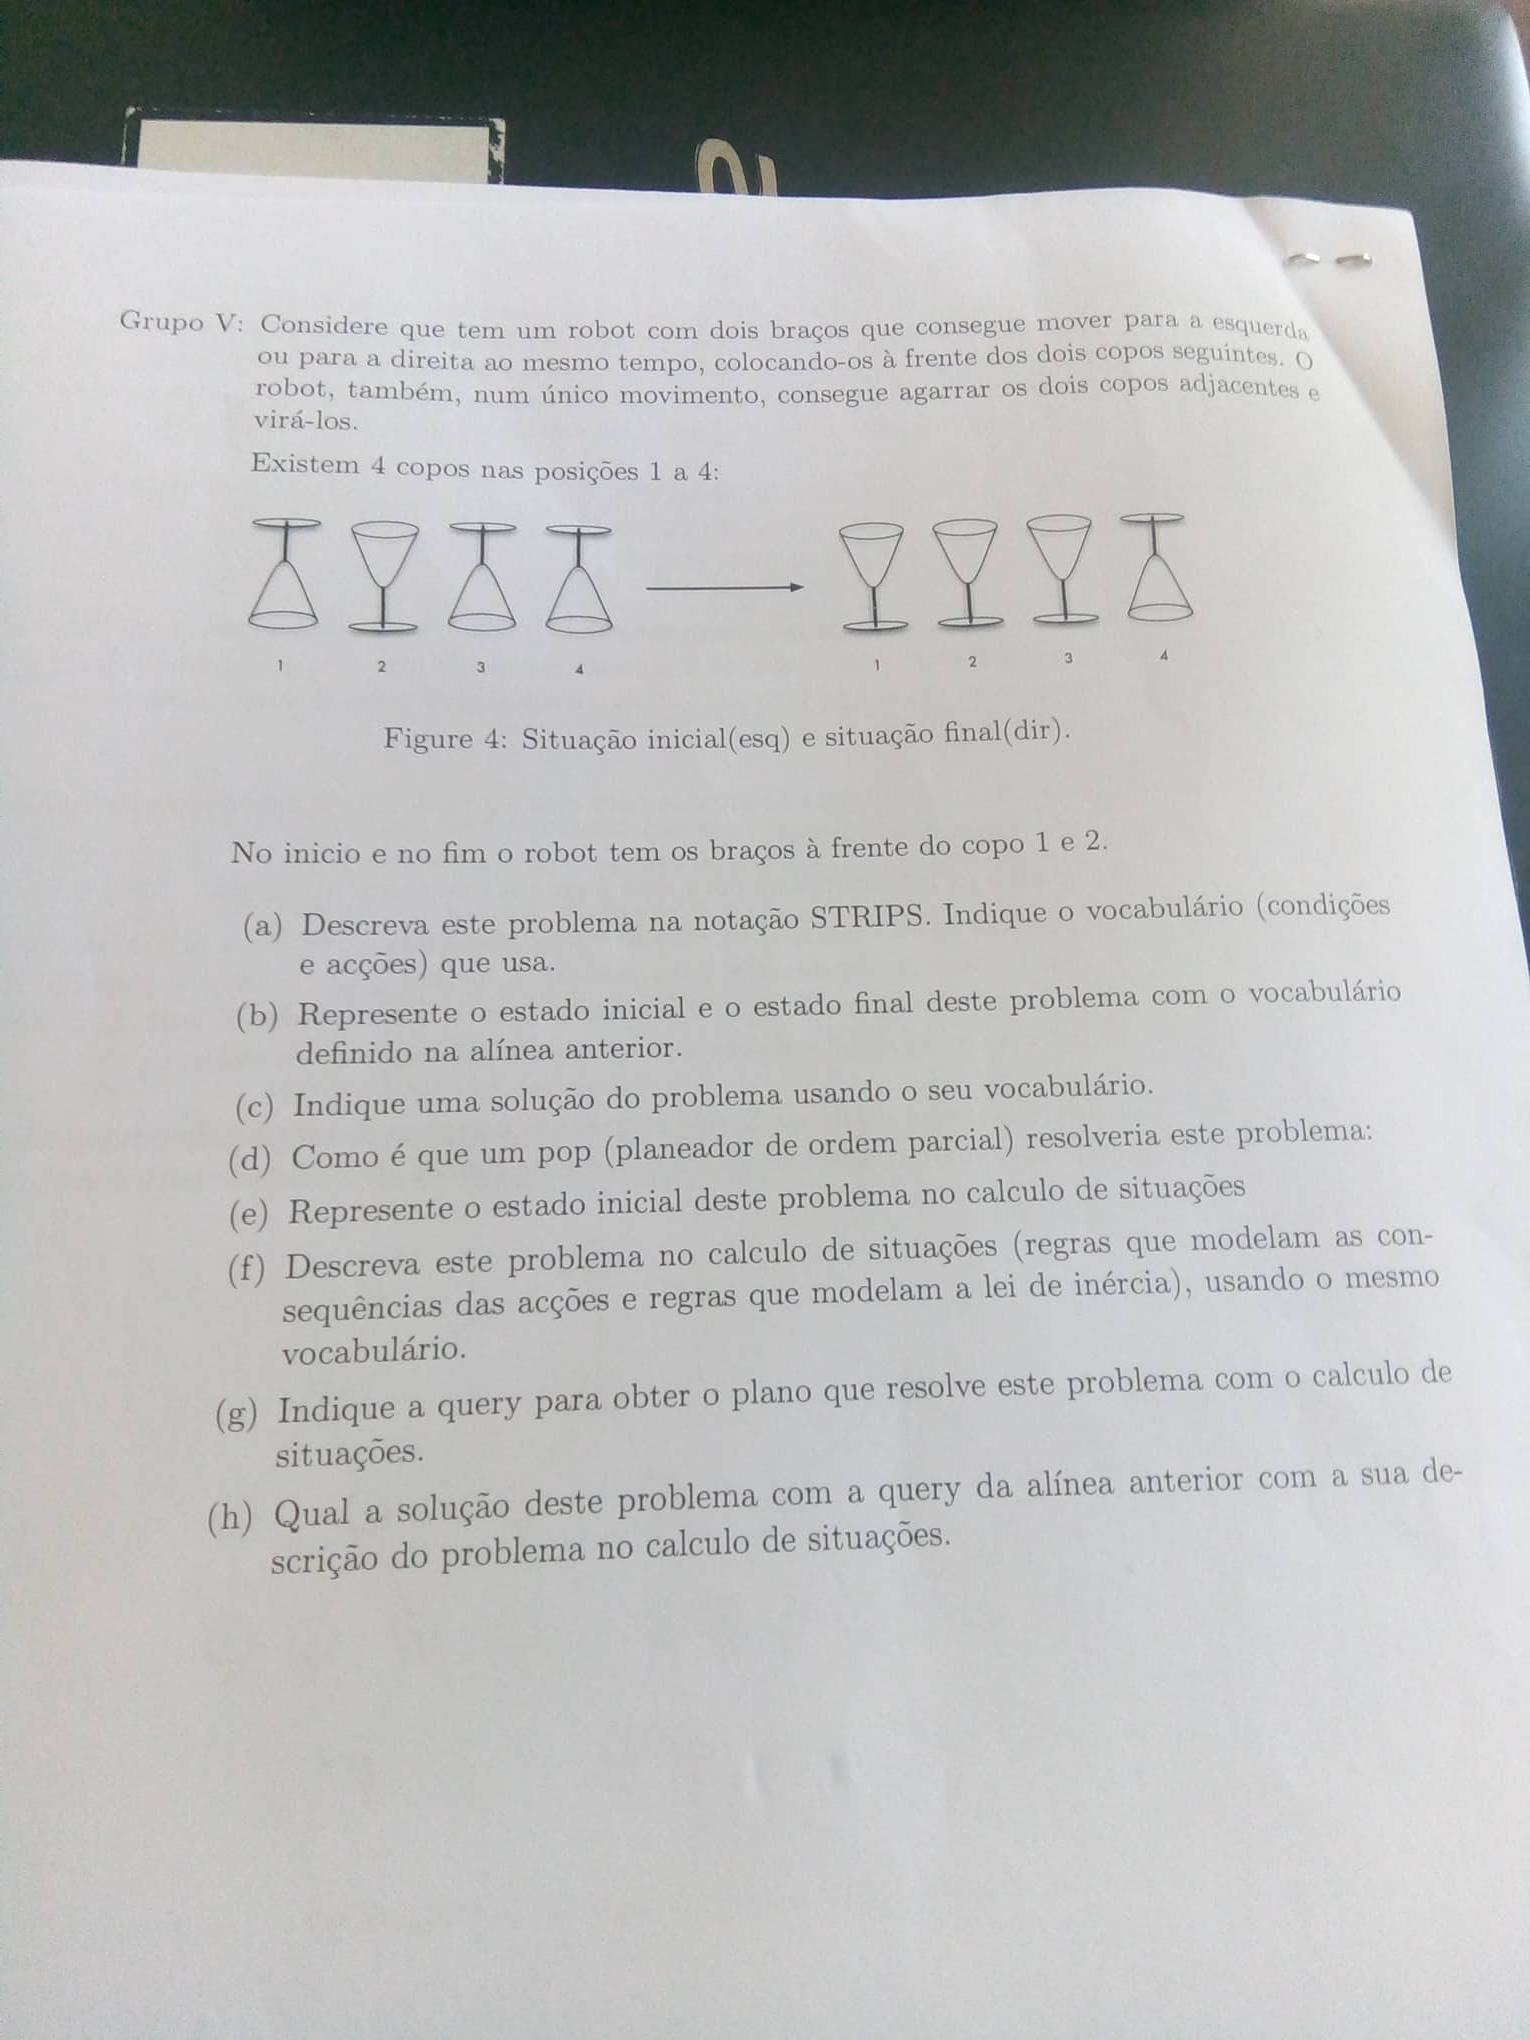 Grupo V: Considere que tem um robot com dois braços que consegue mover para a esquerda
ou para a direita ao mesmo tempo, colocando-os à frente dos dois copos seguintes. O
robot, também, num único movimento, consegue agarrar os dois copos adjacentes e
virá-los.
Existem 4 copos nas posições 1 a 4:
1 2 3 4 1 2 3 4
Figure 4: Situação inicial(esq) e situação final(dir).
No inicio e no fim o robot tem os braços à frente do copo 1 e 2.
(a) Descreva este problema na notação STRIPS. Indique o vocabulário (condições
e acções) que usa.
(b) Represente o estado inicial e o estado final deste problema com o vocabulário
definido na alínea anterior.
(c) Indique uma solução do problema usando o seu vocabulário.
(d) Como é que um pop (planeador de ordem parcial) resolveria este problema:
(e) Represente o estado inicial deste problema no calculo de situações
(f) Descreva este problema no calculo de situações (regras que modelam as con-
sequências das acções e regras que modelam a lei de inércia), usando o mesmo
vocabulário.
(g) Indique a query para obter o plano que resolve este problema com o calculo de
situações.
(h) Qual a solução deste problema com a query da alínea anterior com a sua de-
scrição do problema no calculo de situações.